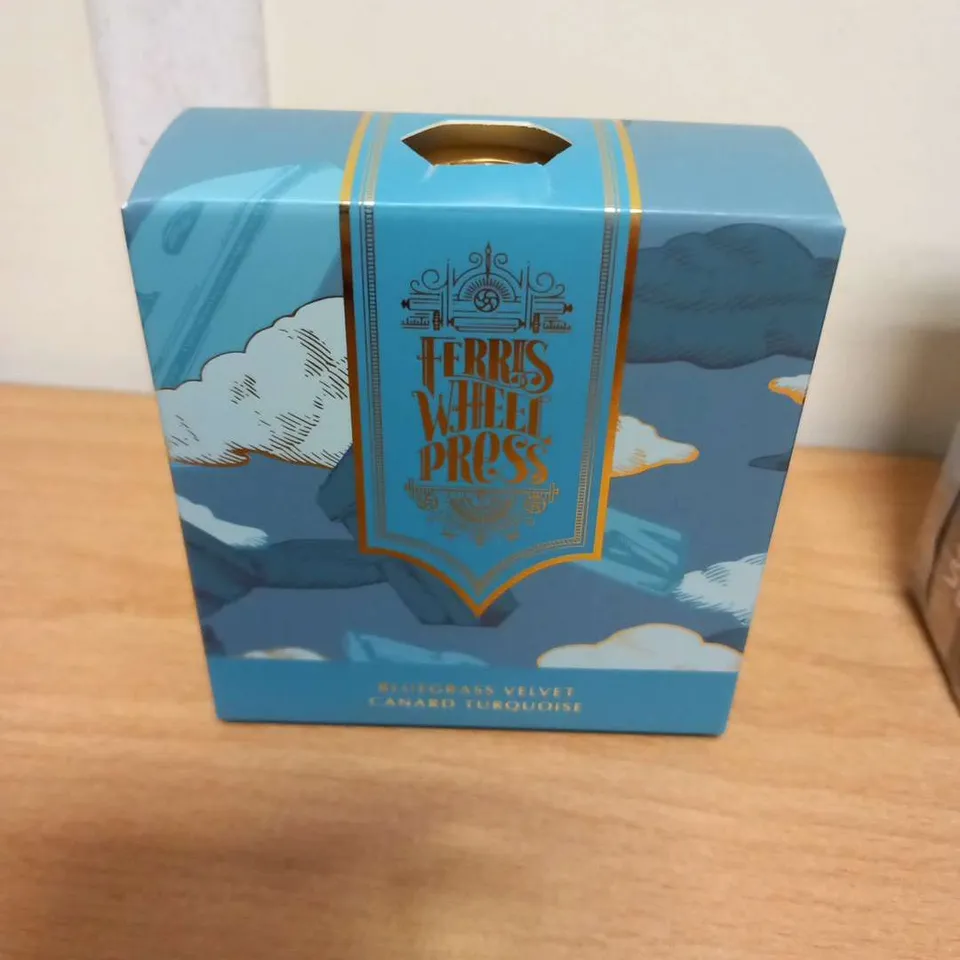 FERRIS
WHEEL
PRESS
BLUEGRASS VELVET
CANARD TURQUOISE